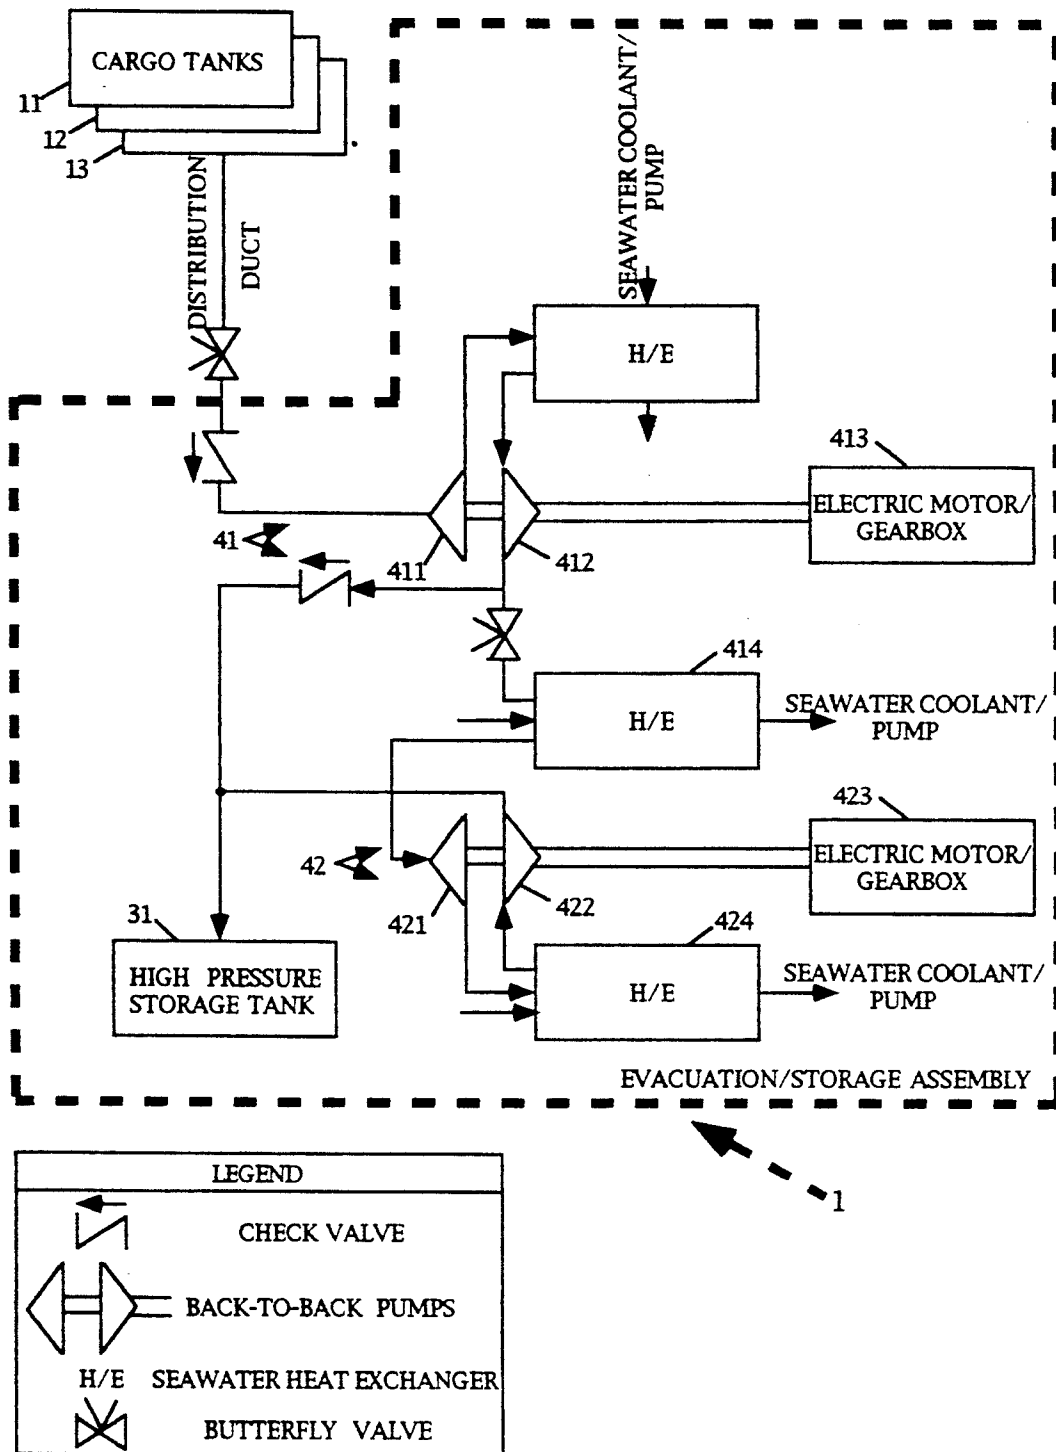 CARGO TANKS
11
12
13
DISTRIBUTION
DUCT
SEAWATER COOLANT/
PUMP
H/E
413
ELECTRIC MOTOR/
GEARBOX
41
411
412
414
H/E
SEAWATER COOLANT/
PUMP
423
ELECTRIC MOTOR/
GEARBOX
42
421
422
424
31
HIGH PRESSURE
STORAGE TANK
H/E
SEAWATER COOLANT/
PUMP
EVACUATION/STORAGE ASSEMBLY
1
LEGEND
CHECK VALVE
BACK-TO-BACK PUMPS
H/E SEAWATER HEAT EXCHANGER
BUTTERFLY VALVE